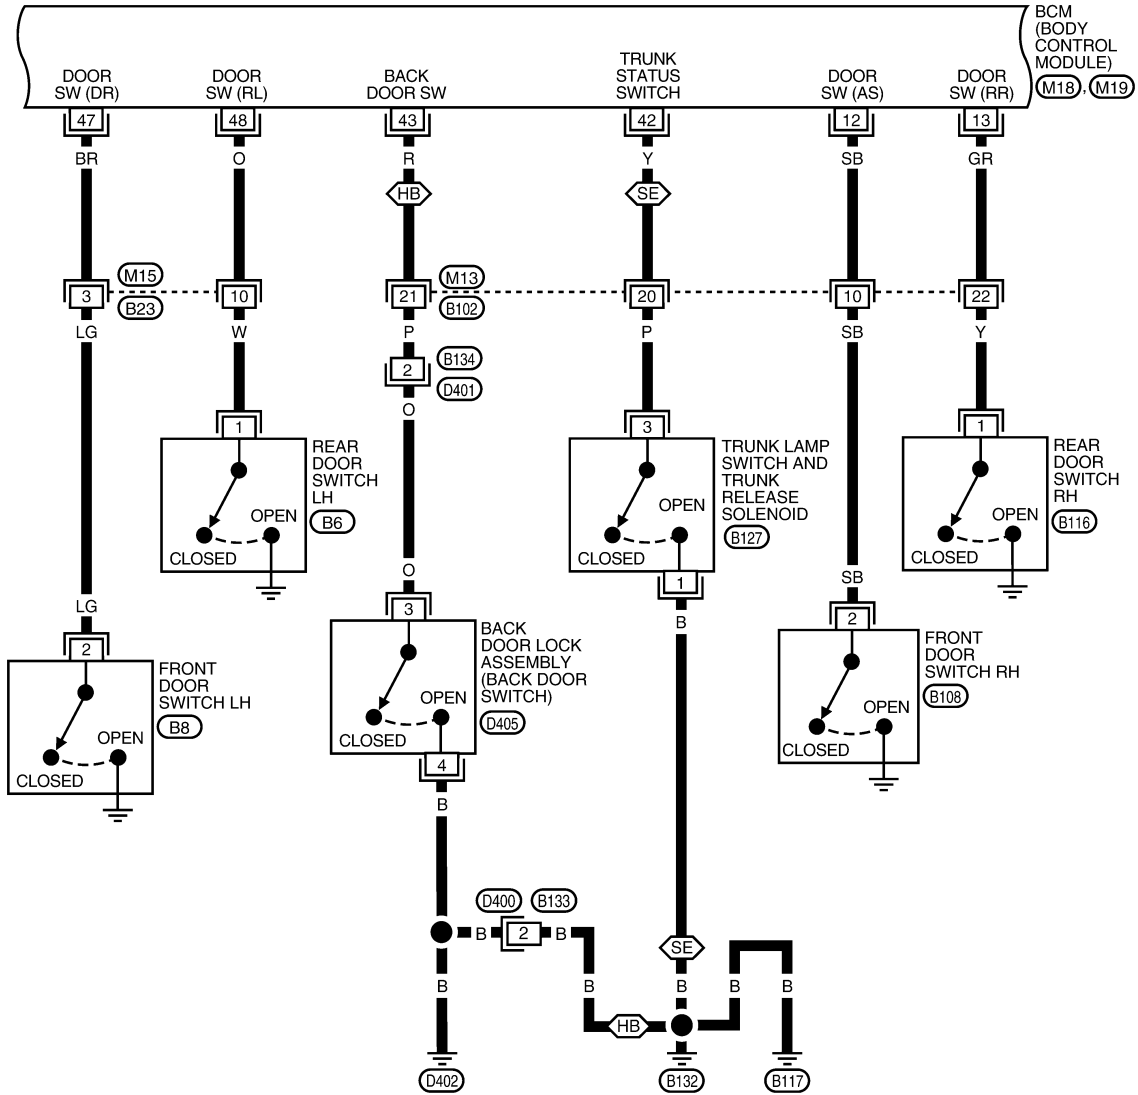 BCM
(BODY
CONTROL
MODULE)
M18, M19
DOOR
SW (DR)
DOOR
SW (RL)
BACK
DOOR SW
TRUNK
STATUS
SWITCH
DOOR
SW (AS)
DOOR
SW (RR)
47 48 43 42 12 13
BR O R Y SB GR
HB SE
M15 M13
3 10 21 20 10 22
B23 B102
LG W P P SB Y
2 B134
D401
O
1 3 1
REAR
DOOR
SWITCH
LH
B6
OPEN
CLOSED
TRUNK LAMP
SWITCH AND
TRUNK
RELEASE
SOLENOID
B127
OPEN
CLOSED
REAR
DOOR
SWITCH
RH
B116
OPEN
CLOSED
O 1 SB
LG 3 B 2
2
FRONT
DOOR
SWITCH LH
B8
OPEN
CLOSED
BACK
DOOR LOCK
ASSEMBLY
(BACK DOOR
SWITCH)
D405
OPEN
CLOSED
FRONT
DOOR
SWITCH RH
B108
OPEN
CLOSED
4
B
D400 B133
B 2 B SE
B B B B B
HB
D402 B132 B117